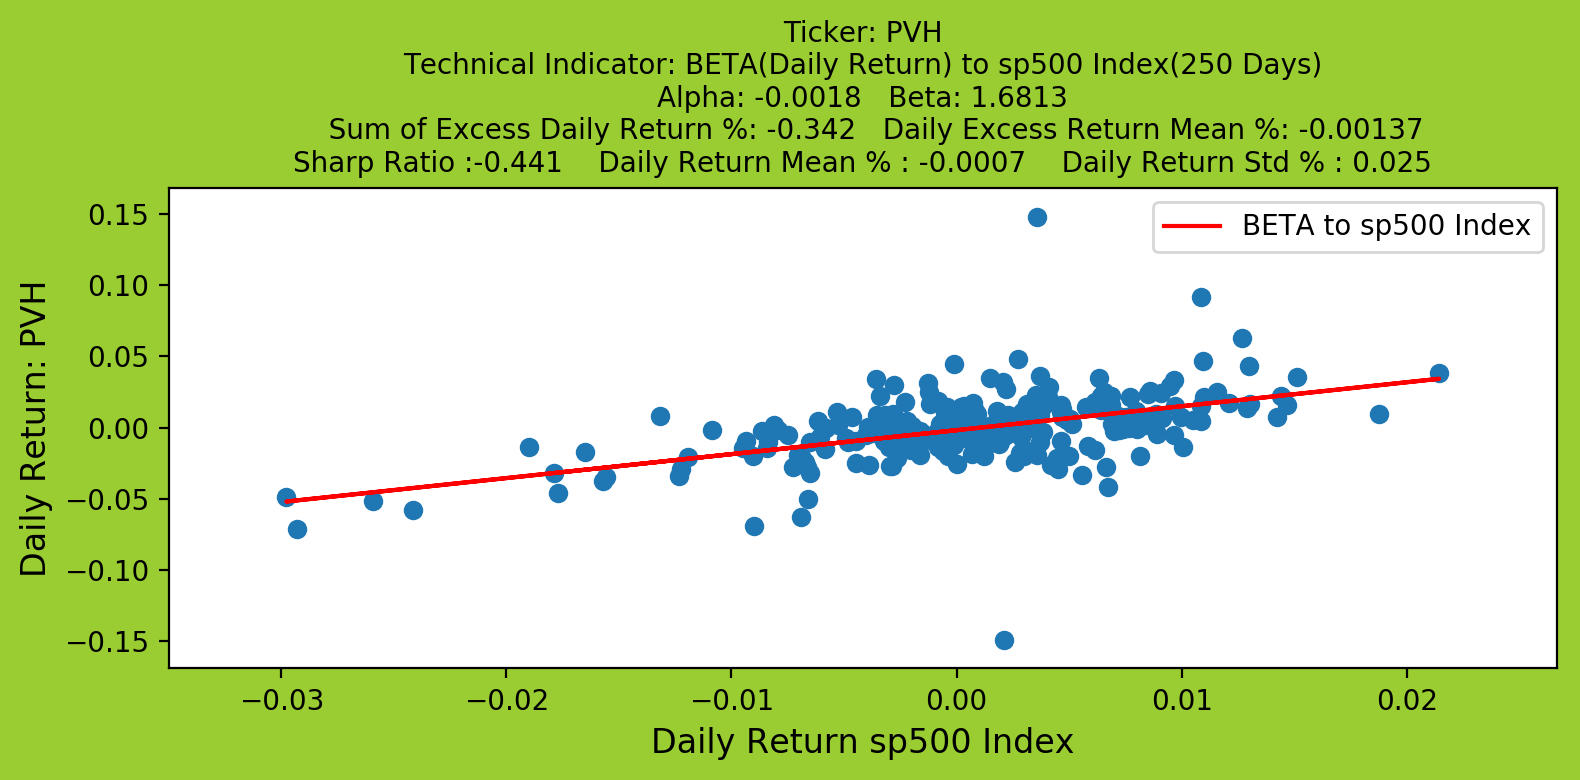 Ticker: PVH
Technical Indicator: BETA(Daily Return) to sp500 Index(250 Days)
Alpha: -0.0018   Beta: 1.6813
Sum of Excess Daily Return %: -0.342   Daily Excess Return Mean %: -0.00137
Sharp Ratio :-0.441    Daily Return Mean % : -0.0007    Daily Return Std % : 0.025
BETA to sp500 Index
Daily Return: PVH
0.15
0.10
0.05
0.00
−0.05
−0.10
−0.15
−0.03
−0.02
−0.01
0.00
0.01
0.02
Daily Return sp500 Index